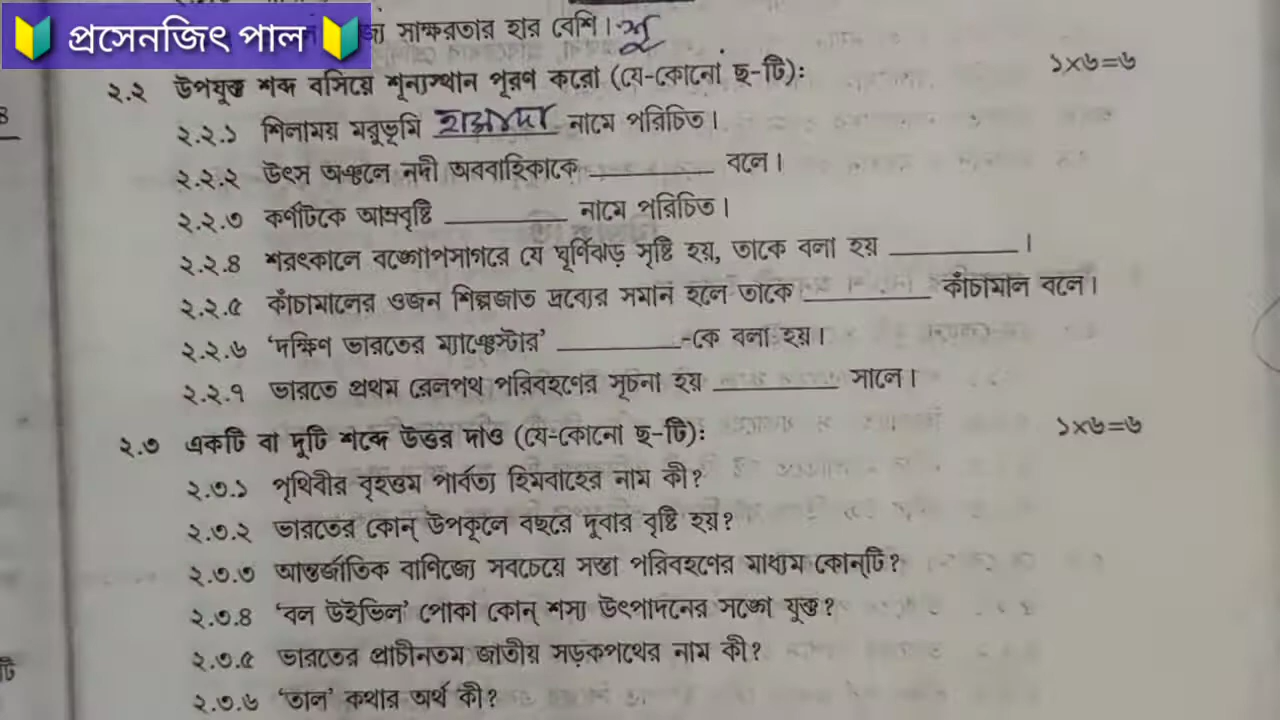 প্রসেনজিৎ পাল
জ্য সাক্ষরতার হার বেশি। শু
২.২ উপযুক্ত শব্দ বসিয়ে শূন্যস্থান পূরণ করো (যে-কোনো ছ-টি): ১×৬=৬
২.২.১ শিলাময় মরুভূমি হামাদা নামে পরিচিত।
২.২.২ উৎস অঞ্চলে নদী অববাহিকাকে ________ বলে।
২.২.৩ কর্ণাটকে আম্রবৃষ্টি ________ নামে পরিচিত।
২.২.৪ শরৎকালে বঙ্গোপসাগরে যে ঘূর্ণিঝড় সৃষ্টি হয়, তাকে বলা হয় ________ ।
২.২.৫ কাঁচামালের ওজন শিল্পজাত দ্রব্যের সমান হলে তাকে ________ কাঁচামাল বলে।
২.২.৬ ‘দক্ষিণ ভারতের ম্যাঞ্চেস্টার’ ________-কে বলা হয়।
২.২.৭ ভারতে প্রথম রেলপথ পরিবহণের সূচনা হয় ________ সালে।
২.৩ একটি বা দুটি শব্দে উত্তর দাও (যে-কোনো ছ-টি): ১×৬=৬
২.৩.১ পৃথিবীর বৃহত্তম পার্বত্য হিমবাহের নাম কী?
২.৩.২ ভারতের কোন্ উপকূলে বছরে দুবার বৃষ্টি হয়?
২.৩.৩ আন্তর্জাতিক বাণিজ্যে সবচেয়ে সস্তা পরিবহণের মাধ্যম কোন্‌টি?
২.৩.৪ ‘বল উইভিল’ পোকা কোন্ শস্য উৎপাদনের সঙ্গে যুক্ত?
২.৩.৫ ভারতের প্রাচীনতম জাতীয় সড়কপথের নাম কী?
২.৩.৬ ‘তাল’ কথার অর্থ কী?